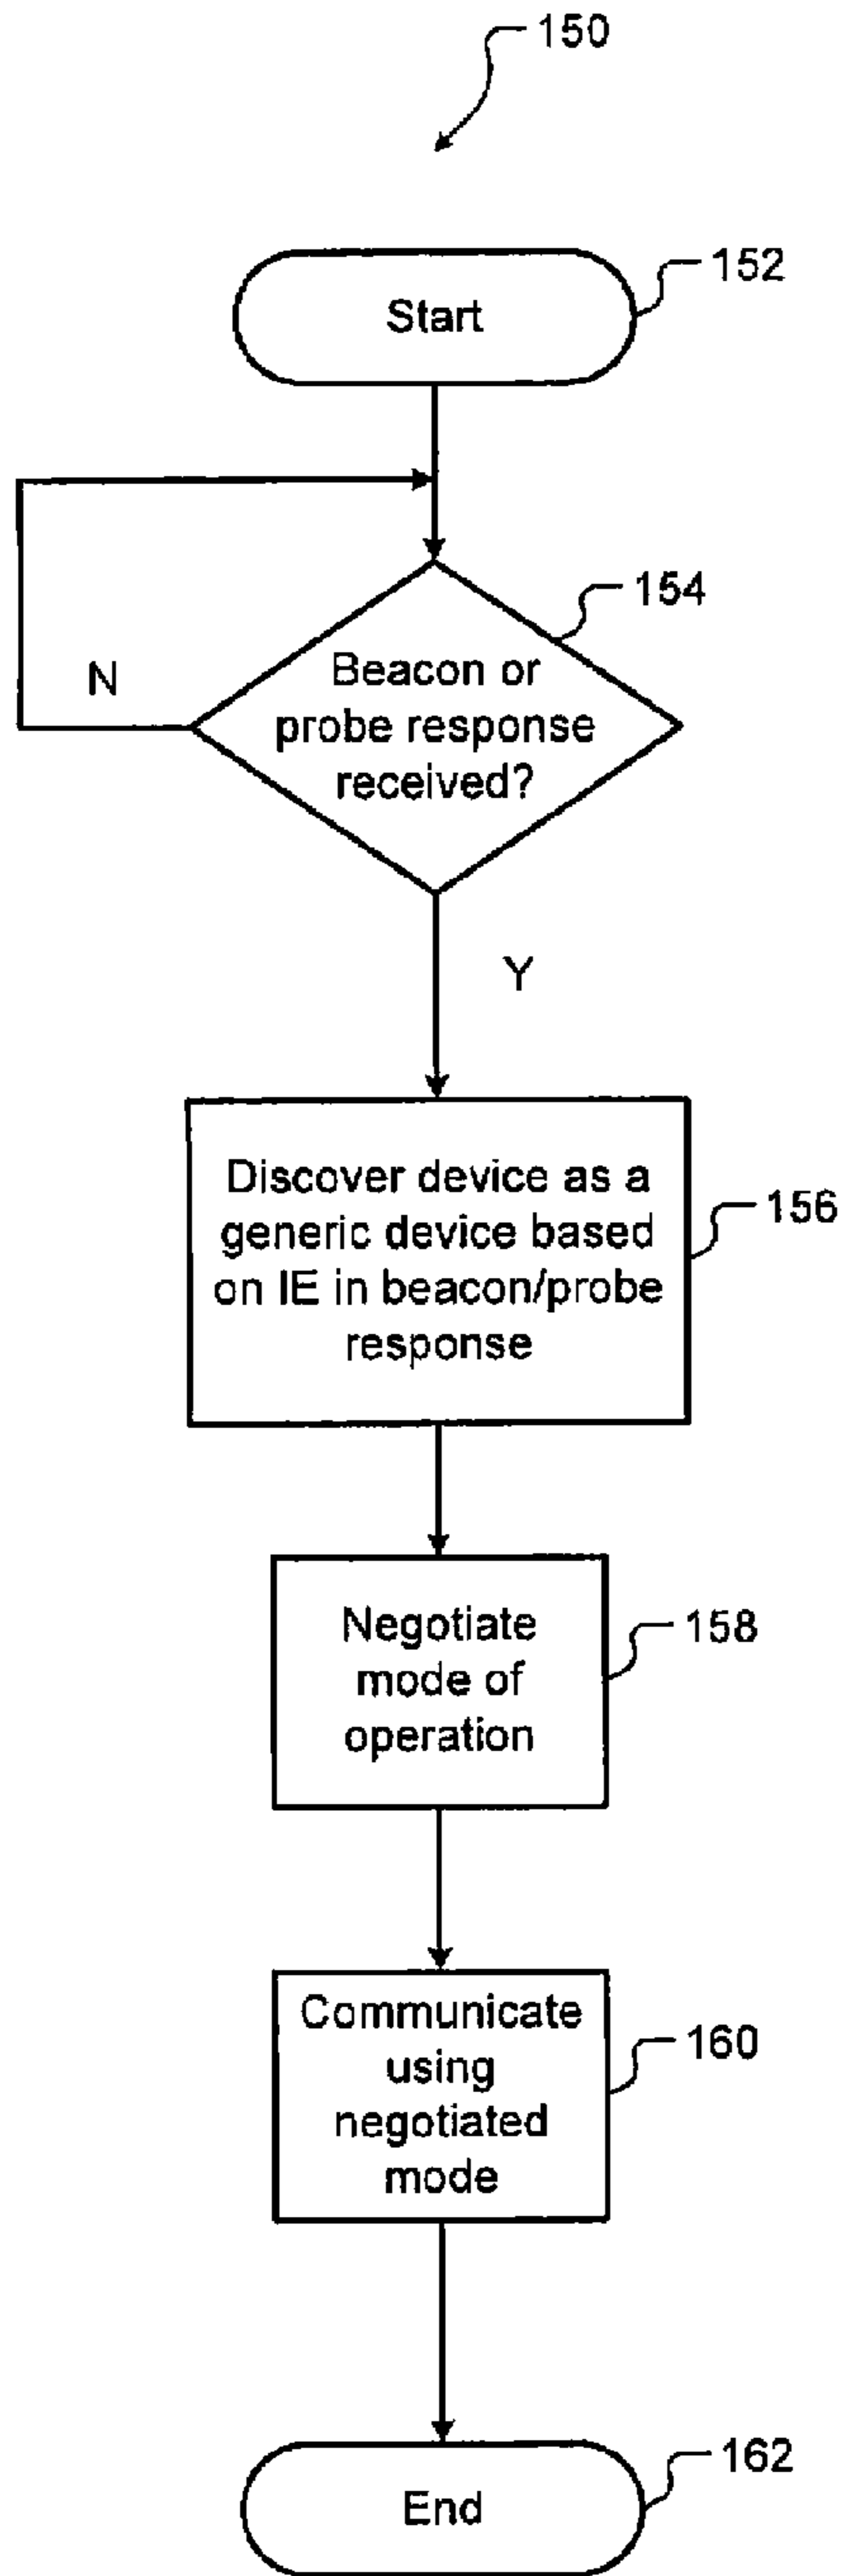 150
152
Start
154
Beacon or
probe response
received?
N
Y
Discover device as a
generic device based
on IE in beacon/probe
response
156
Negotiate
mode of
operation
158
Communicate
using
negotiated
mode
160
End
162